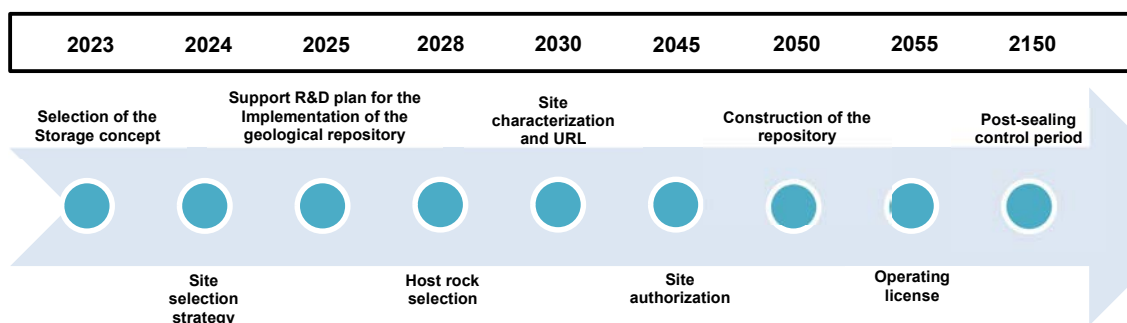 2023 2024 2025 2028 2030 2045 2050 2055 2150
Selection of the
Storage concept
Support R&D plan for the
Implementation of the
geological repository
Site
characterization
and URL
Construction of the
repository
Post-sealing
control period
Site
selection
strategy
Host rock
selection
Site
authorization
Operating
license